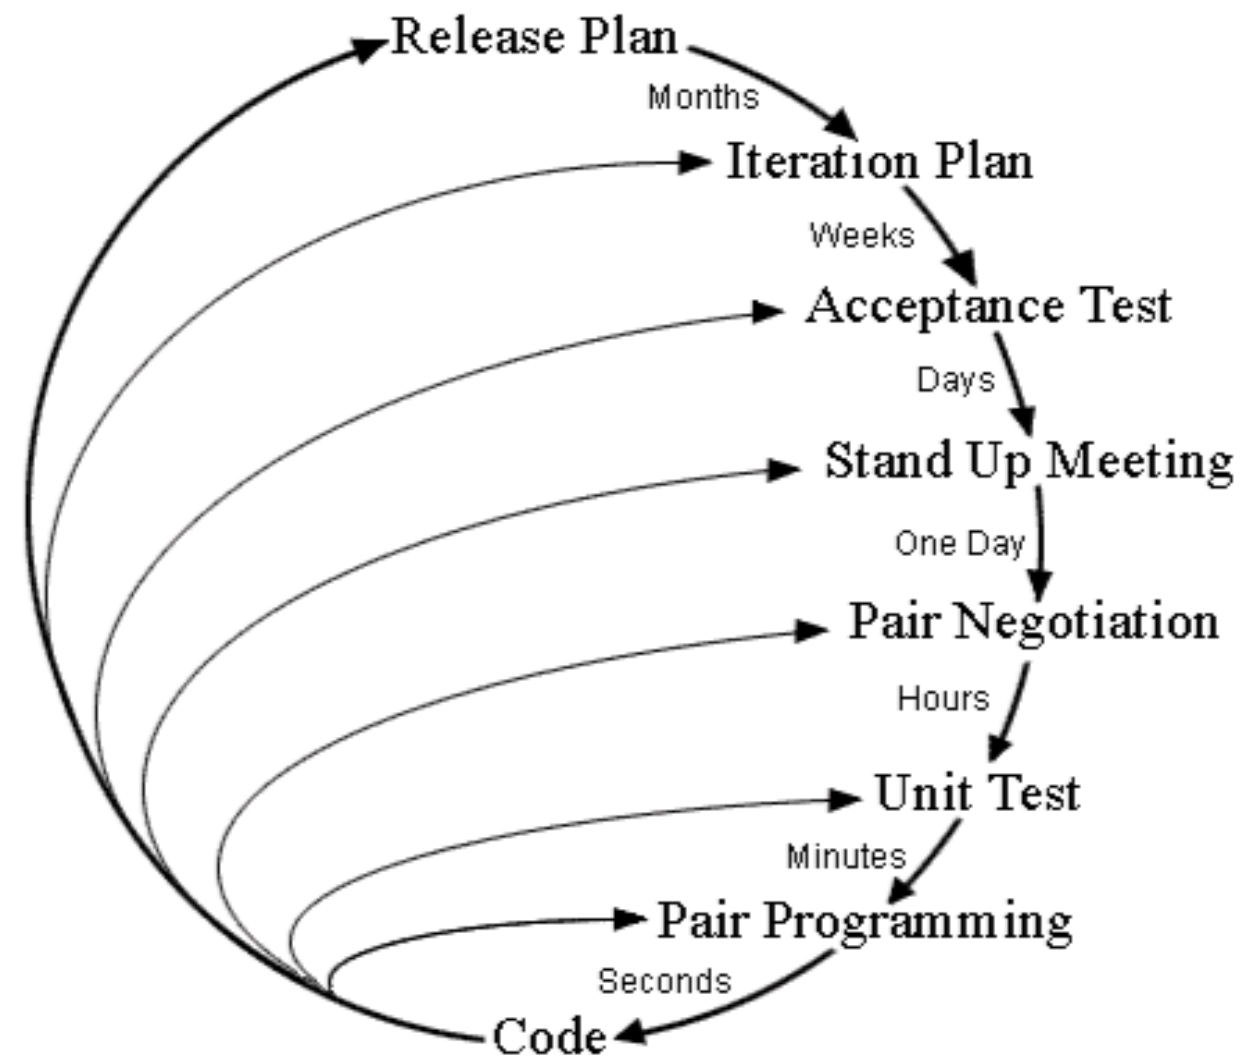 Release Plan
Months
Iteration Plan
Weeks
Acceptance Test
Days
Stand Up Meeting
One Day
Pair Negotiation
Hours
Unit Test
Minutes
Pair Programming
Seconds
Code